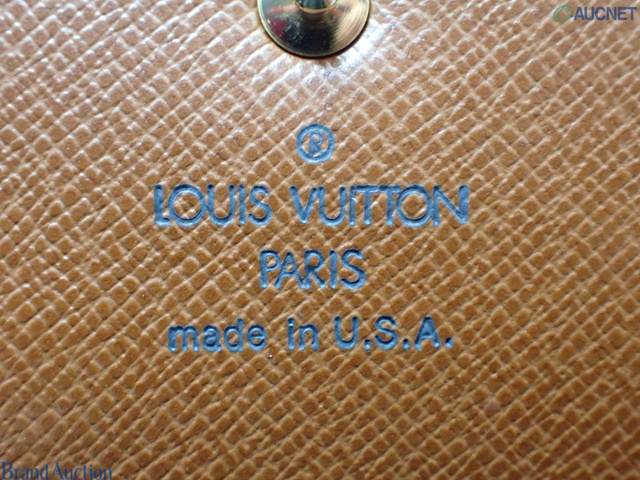 AUCNET
®
LOUIS VUITTON
PARIS
made in U.S.A.
Brand Auction